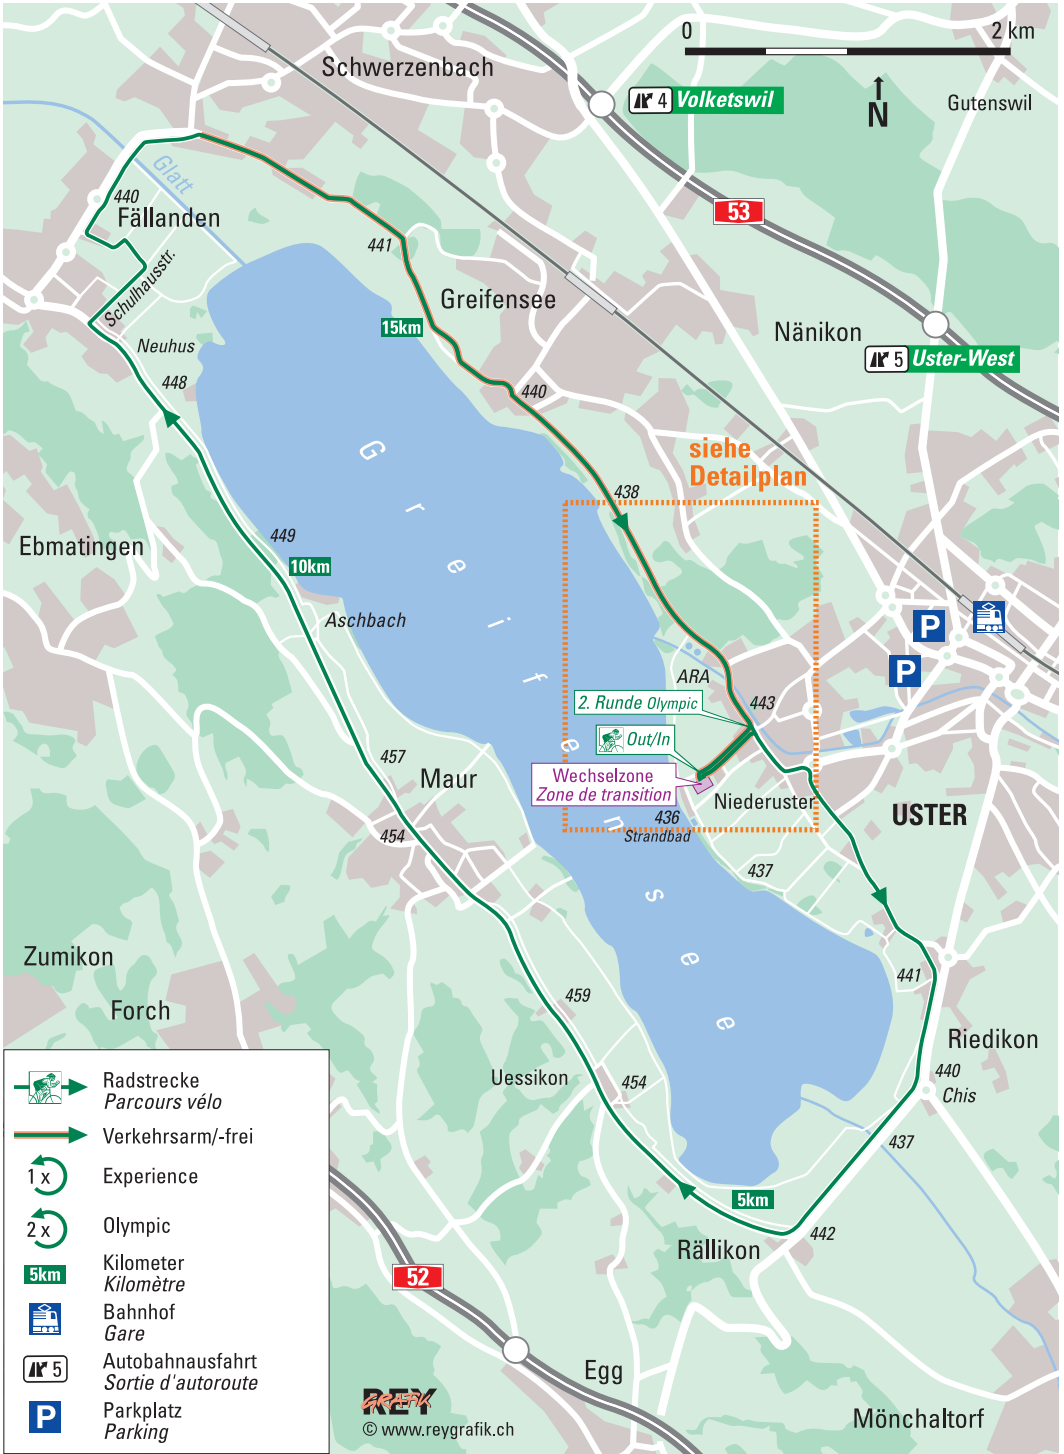 0
2 km
Schwerzenbach
4
Volketswil
N
Gutenswil
Glatt
440
Fällanden
53
441
Schulhausstr.
Greifensee
15km
Nänikon
Neuhus
5
Uster-West
448
440
siehe
Detailplan
Greifensee
438
449
Ebmatingen
10km
Aschbach
P
P
ARA
2. Runde Olympic
443
Out/In
457
Maur
Wechselzone
Zone de transition
Niederuster
USTER
436
Strandbad
454
437
Zumikon
441
459
Forch
Riedikon
Uessikon
454
440
Chis
437
5km
442
Rällikon
52
Egg
Mönchaltorf
Radstrecke
Parcours vélo
Verkehrsarm/-frei
1 x
Experience
2 x
Olympic
5km
Kilometer
Kilomètre
Bahnhof
Gare
5
Autobahnausfahrt
Sortie d'autoroute
P
Parkplatz
Parking
REY
GRAFIK
© www.reygrafik.ch